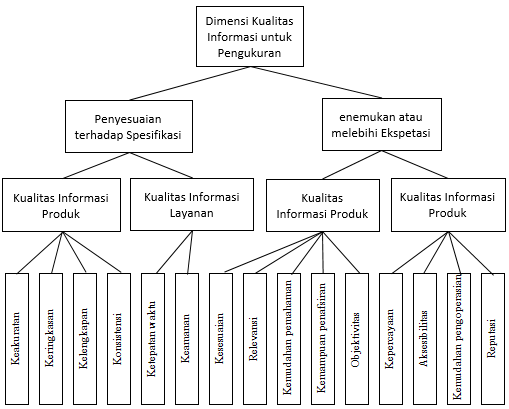 Dimensi Kualitas
Informasi untuk
Pengukuran
Penyesuaian
terhadap Spesifikasi
enemukan atau
melebihi Ekspetasi
Kualitas Informasi
Produk
Kualitas Informasi
Layanan
Kualitas
Informasi Produk
Kualitas Informasi
Produk
Keakuratan
Keringkasan
Kelengkapan
Konsistensi
Ketepatan waktu
Keamanan
Kesesuaian
Relevansi
Kemudahan pemahaman
Kemampuan penafsiran
Objektivitas
Kepercayaan
Aksesibilitas
Kemudahan pengoperasian
Reputasi